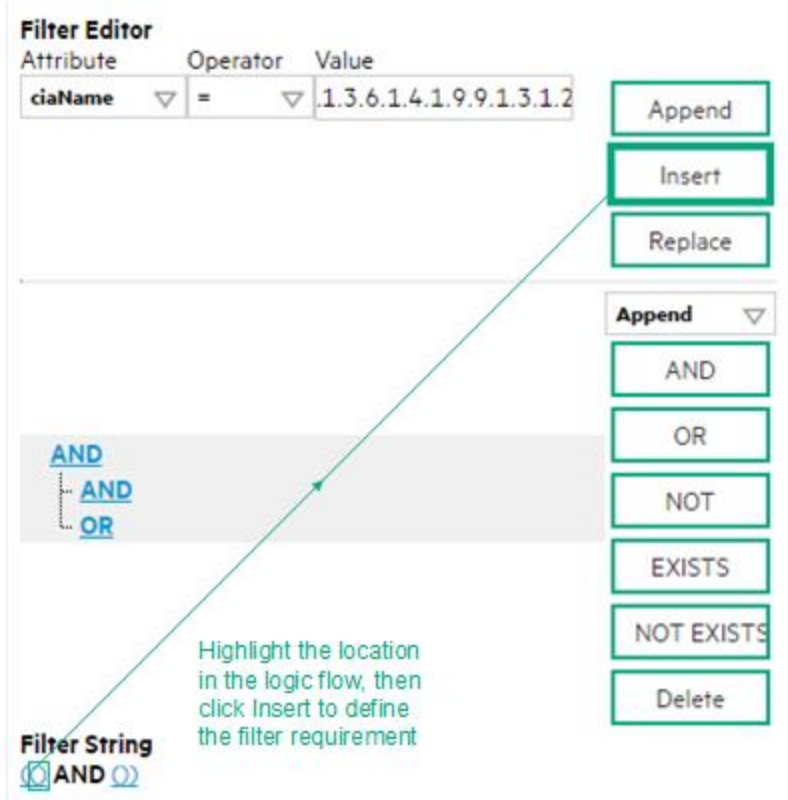 Filter Editor
Attribute Operator Value
ciaName = .1.3.6.1.4.1.9.9.1.3.1.2
Append
Insert
Replace
Append
AND
OR
NOT
EXISTS
NOT EXISTS
Delete
AND
AND
OR
Highlight the location
in the logic flow, then
click Insert to define
the filter requirement
Filter String
(() AND ())